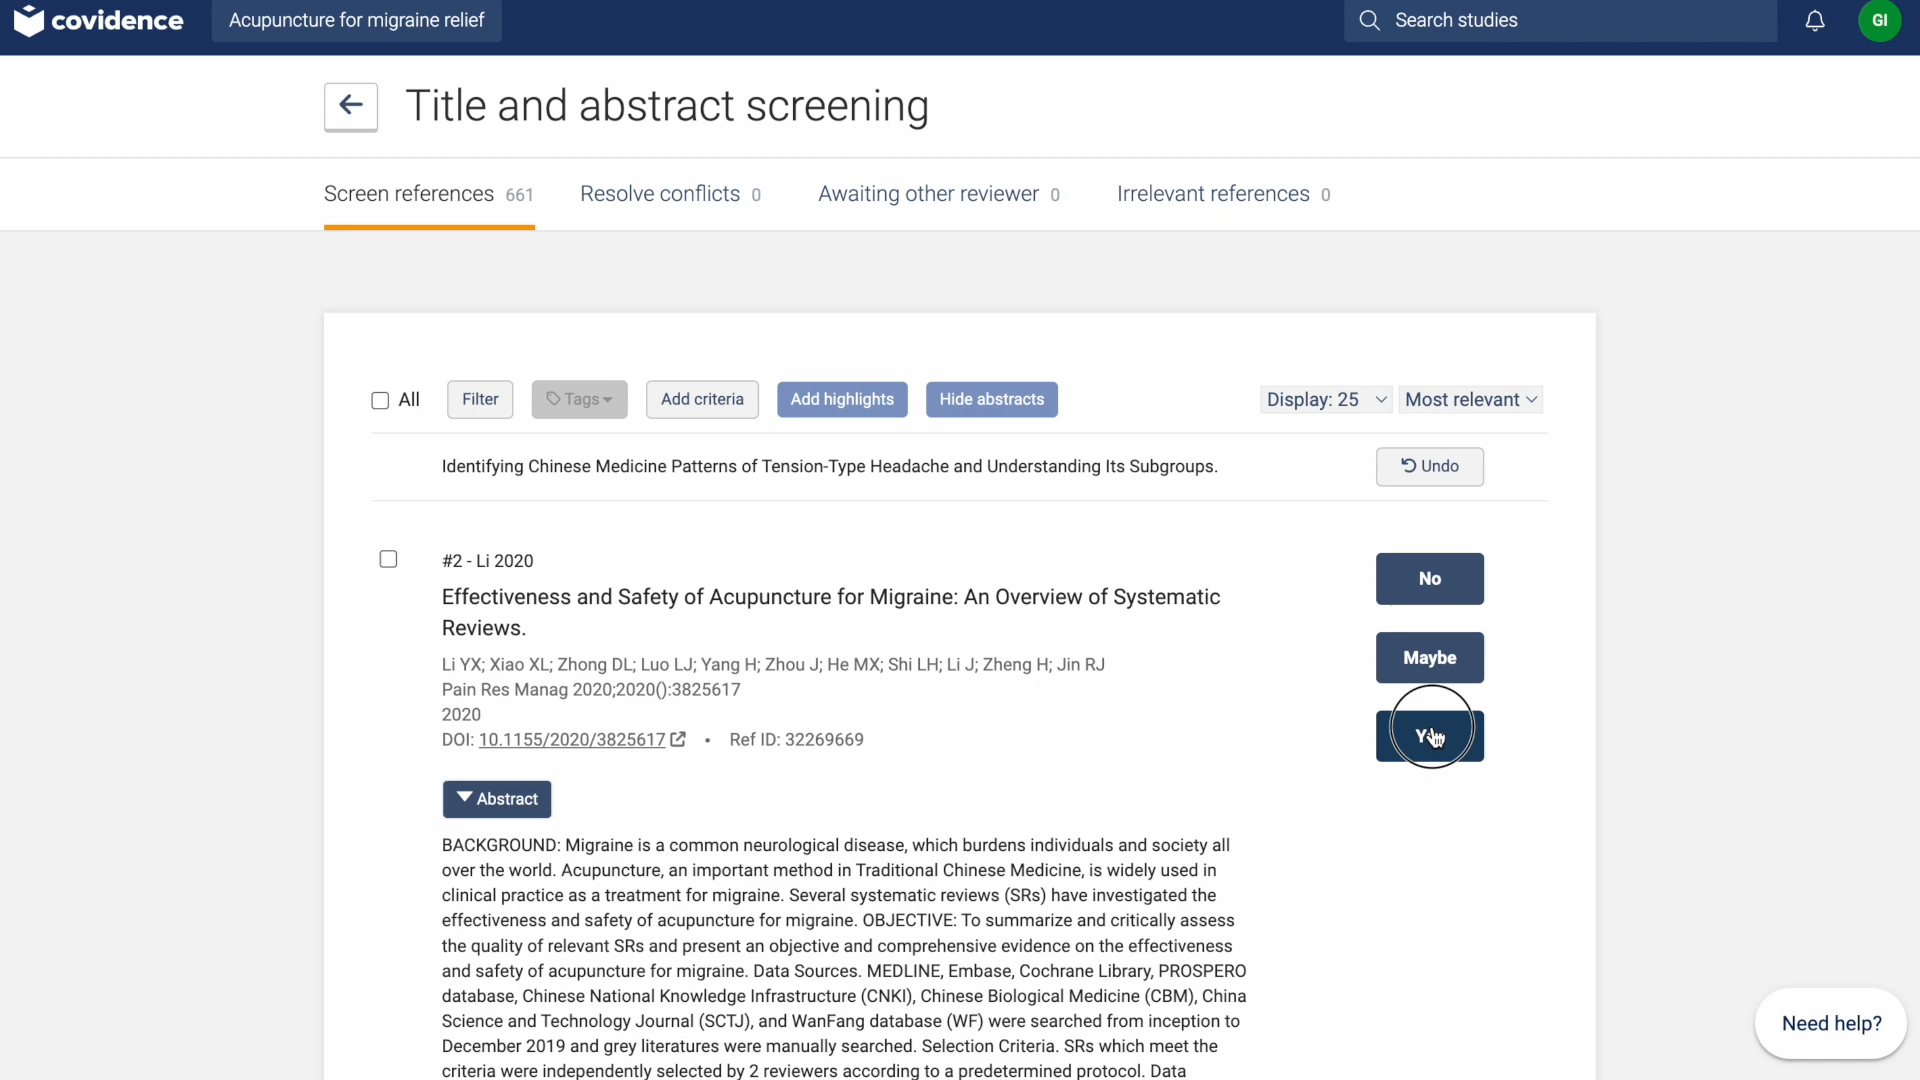 covidence
Acupuncture for migraine relief
Search studies
GI
Title and abstract screening
Screen references 661
Resolve conflicts 0
Awaiting other reviewer 0
Irrelevant references 0
All
Filter
Tags
Add criteria
Add highlights
Hide abstracts
Display: 25
Most relevant
Identifying Chinese Medicine Patterns of Tension-Type Headache and Understanding Its Subgroups.
Undo
#2 - Li 2020
Effectiveness and Safety of Acupuncture for Migraine: An Overview of Systematic
Reviews.
Li YX; Xiao XL; Zhong DL; Luo LJ; Yang H; Zhou J; He MX; Shi LH; Li J; Zheng H; Jin RJ
Pain Res Manag 2020;2020():3825617
2020
DOI: 10.1155/2020/3825617 • Ref ID: 32269669
No
Maybe
Abstract
BACKGROUND: Migraine is a common neurological disease, which burdens individuals and society all
over the world. Acupuncture, an important method in Traditional Chinese Medicine, is widely used in
clinical practice as a treatment for migraine. Several systematic reviews (SRs) have investigated the
effectiveness and safety of acupuncture for migraine. OBJECTIVE: To summarize and critically assess
the quality of relevant SRs and present an objective and comprehensive evidence on the effectiveness
and safety of acupuncture for migraine. Data Sources. MEDLINE, Embase, Cochrane Library, PROSPERO
database, Chinese National Knowledge Infrastructure (CNKI), Chinese Biological Medicine (CBM), China
Science and Technology Journal (SCTJ), and WanFang database (WF) were searched from inception to
December 2019 and grey literatures were manually searched. Selection Criteria. SRs which meet the
criteria were independently selected by 2 reviewers according to a predetermined protocol. Data
Need help?